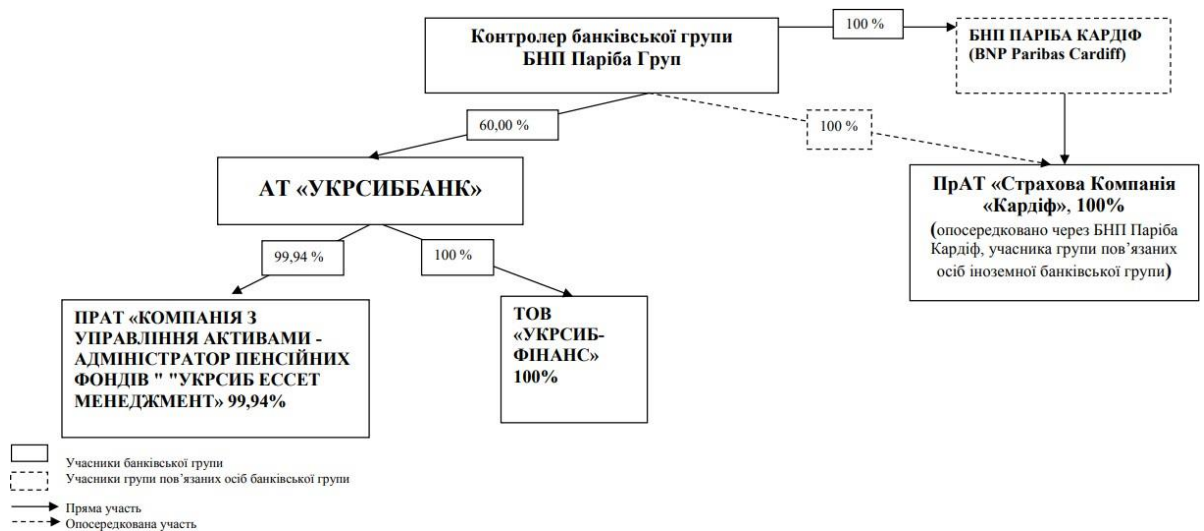 Контролер банківської групи
БНП Паріба Груп
100 %
БНП ПАРІБА КАРДІФ
(BNP Paribas Cardiff)
60,00 %
100 %
АТ «УКРСИББАНК»
ПрАТ «Страхова Компанія
«Кардіф», 100%
(опосередковано через БНП Паріба
Кардіф, учасника групи пов’язаних
осіб іноземної банківської групи)
99,94 %
100 %
ПРАТ «КОМПАНІЯ З
УПРАВЛІННЯ АКТИВАМИ -
АДМІНІСТРАТОР ПЕНСІЙНИХ
ФОНДІВ " "УКРСИБ ЕССЕТ
МЕНЕДЖМЕНТ» 99,94%
ТОВ
«УКРСИБ-
ФІНАНС»
100%
Учасники банківської групи
Учасники групи пов’язаних осіб банківської групи
Пряма участь
Опосередкована участь